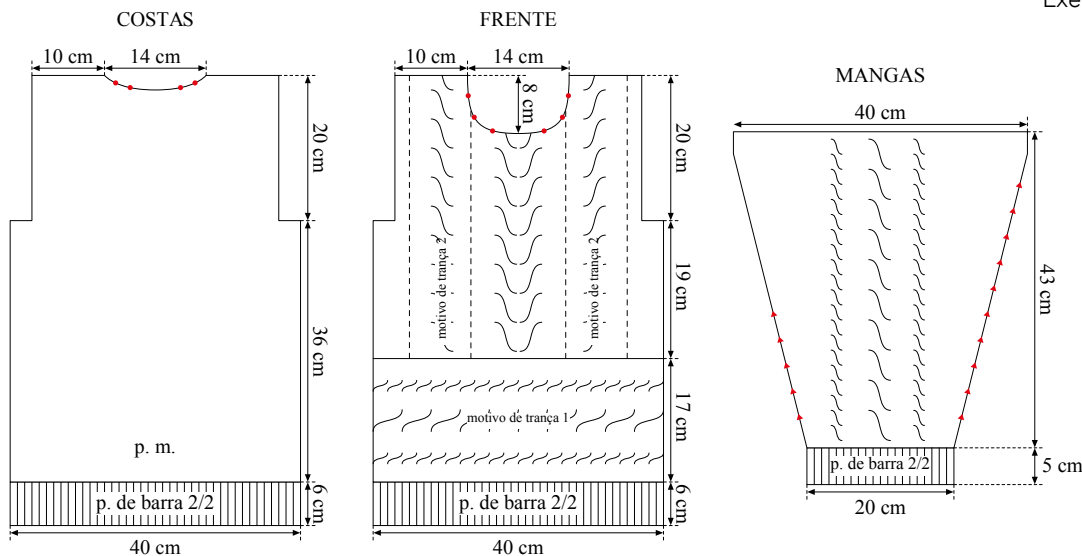 Exe
COSTAS
10 cm 14 cm
20 cm
36 cm
p. m.
p. de barra 2/2
6 cm
40 cm
FRENTE
10 cm 14 cm
8 cm
20 cm
motivo de trança 2
motivo de trança 2
19 cm
motivo de trança 1
17 cm
p. de barra 2/2
6 cm
40 cm
MANGAS
40 cm
43 cm
p. de barra 2/2
5 cm
20 cm